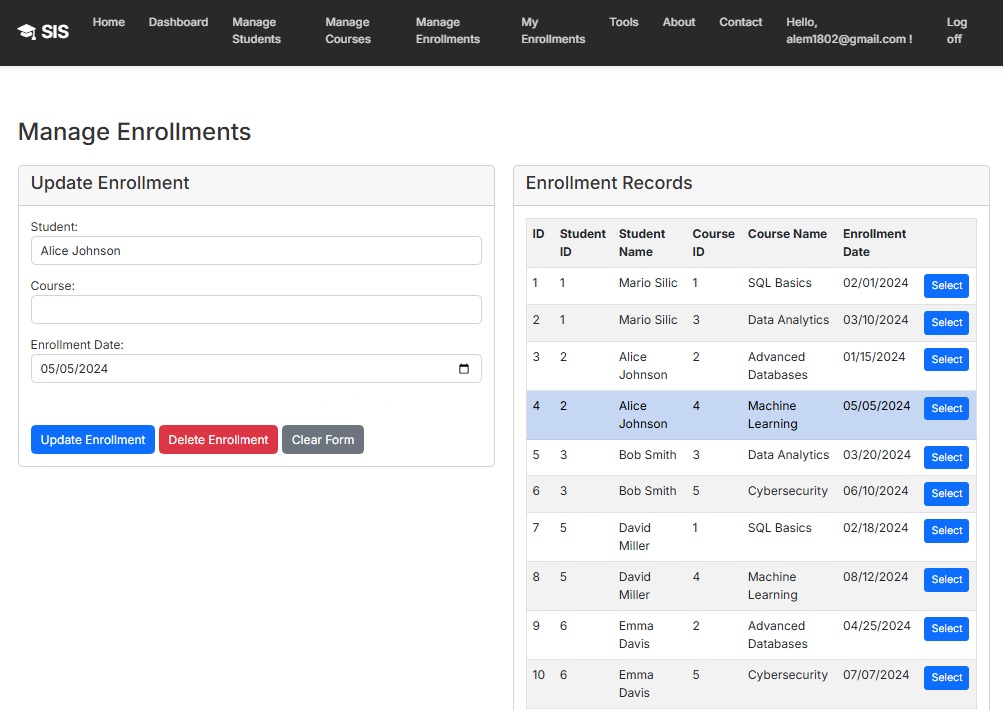 SIS Home Dashboard Manage Students Manage Courses Manage Enrollments My Enrollments Tools About Contact Hello, alem1802@gmail.com ! Log off
Manage Enrollments
Update Enrollment
Student:
Alice Johnson
Course:
Enrollment Date:
05/05/2024
Update Enrollment Delete Enrollment Clear Form
Enrollment Records
ID Student ID Student Name Course ID Course Name Enrollment Date
1 1 Mario Silic 1 SQL Basics 02/01/2024 Select
2 1 Mario Silic 3 Data Analytics 03/10/2024 Select
3 2 Alice Johnson 2 Advanced Databases 01/15/2024 Select
4 2 Alice Johnson 4 Machine Learning 05/05/2024 Select
5 3 Bob Smith 3 Data Analytics 03/20/2024 Select
6 3 Bob Smith 5 Cybersecurity 06/10/2024 Select
7 5 David Miller 1 SQL Basics 02/18/2024 Select
8 5 David Miller 4 Machine Learning 08/12/2024 Select
9 6 Emma Davis 2 Advanced Databases 04/25/2024 Select
10 6 Emma Davis 5 Cybersecurity 07/07/2024 Select